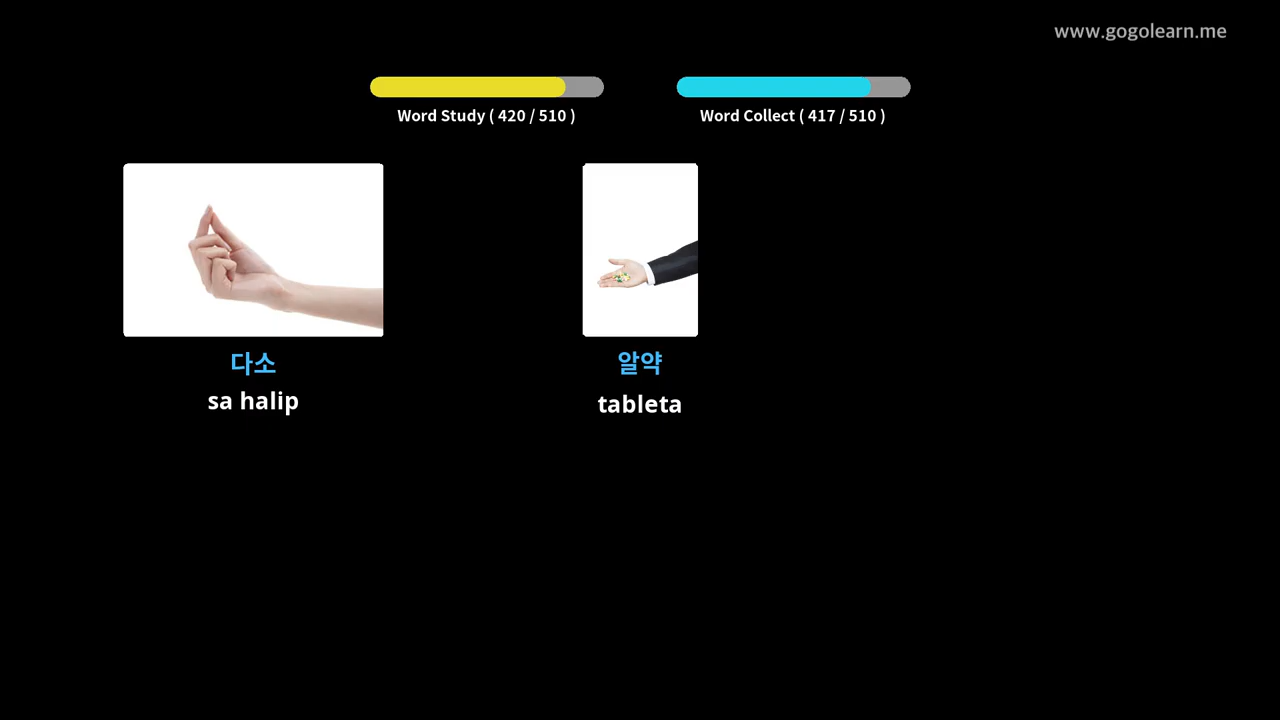 www.gogolearn.me
Word Study ( 420 / 510 )
Word Collect ( 417 / 510 )
다소
sa halip
알약
tableta